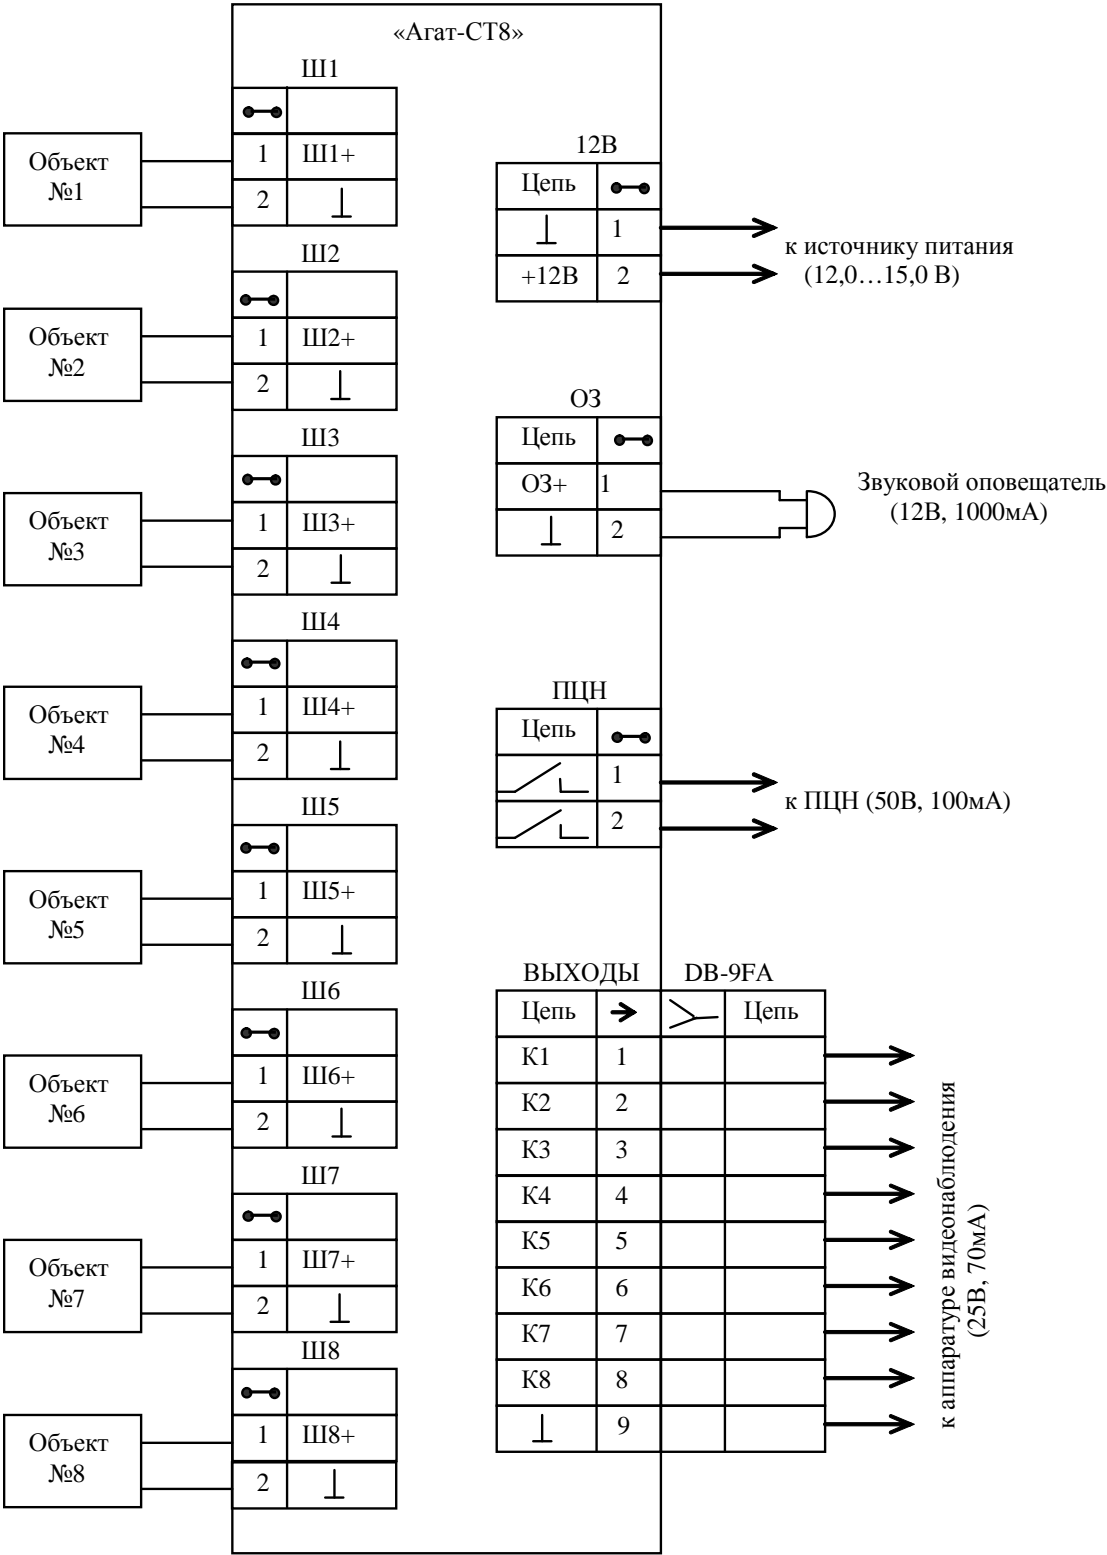 «Агат-СТ8»
Ш1
Объект
№1
1 Ш1+
2
Ш2
Объект
№2
1 Ш2+
2
Ш3
Объект
№3
1 Ш3+
2
Ш4
Объект
№4
1 Ш4+
2
Ш5
Объект
№5
1 Ш5+
2
Ш6
Объект
№6
1 Ш6+
2
Ш7
Объект
№7
1 Ш7+
2
Ш8
Объект
№8
1 Ш8+
2
12В
Цепь
1
+12В 2
к источнику питания
(12,0…15,0 В)
ОЗ
Цепь
ОЗ+ 1
2
Звуковой оповещатель
(12В, 1000мА)
ПЦН
Цепь
1
2
к ПЦН (50В, 100мА)
ВЫХОДЫ DB-9FA
Цепь Цепь
К1 1
К2 2
К3 3
К4 4
К5 5
К6 6
К7 7
К8 8
9
к аппаратуре видеонаблюдения
(25В, 70мА)